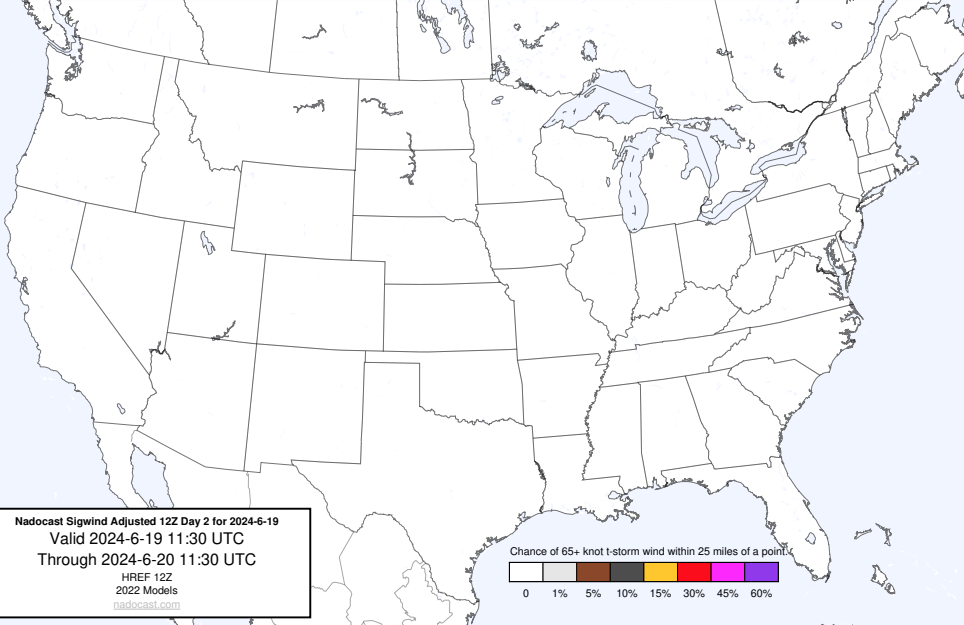 Nadocast Sigwind Adjusted 12Z Day 2 for 2024-6-19
Valid 2024-6-19 11:30 UTC
Through 2024-6-20 11:30 UTC
HREF 12Z
2022 Models
nadocast.com
Chance of 65+ knot t-storm wind within 25 miles of a point.
0 1% 5% 10% 15% 30% 45% 60%